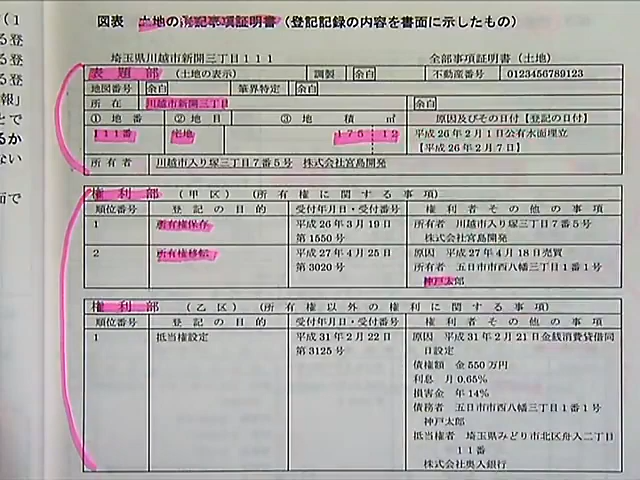 図表 土地の登記事項証明書(登記記録の内容を書面に示したもの)
埼玉県川越市新開三丁目111 全部事項証明書(土地)
表題部 (土地の表示) 調製 余白 不動産番号 0123456789123
地図番号 余白 筆界特定 余白
所在 川越市新開三丁目 余白
①地番 ②地目 ③地積 ㎡ 原因及びその日付【登記の日付】
111番 宅地 175 12 平成26年2月1日公有水面埋立
【平成26年2月7日】
所有者 川越市入り塚三丁目7番5号 株式会社宮島開発
権利部 (甲区) (所有権に関する事項)
順位番号 登記の目的 受付年月日・受付番号 権利者その他の事項
1 所有権保存 平成26年3月19日 所有者 川越市入り塚三丁目7番5号
第1550号 株式会社宮島開発
2 所有権移転 平成27年4月25日 原因 平成27年4月18日売買
第3020号 所有者 五日市市西八幡三丁目1番1号
神戸太郎
権利部 (乙区) (所有権以外の権利に関する事項)
順位番号 登記の目的 受付年月日・受付番号 権利者その他の事項
1 抵当権設定 平成31年2月22日 原因 平成31年2月21日金銭消費貸借同
第3125号 日設定
債権額 金550万円
利息 月0.65%
損害金 年14%
債務者 五日市市西八幡三丁目1番1号
神戸太郎
抵当権者 埼玉県みどり市北区舟入二丁目
11番
株式会社奥入銀行